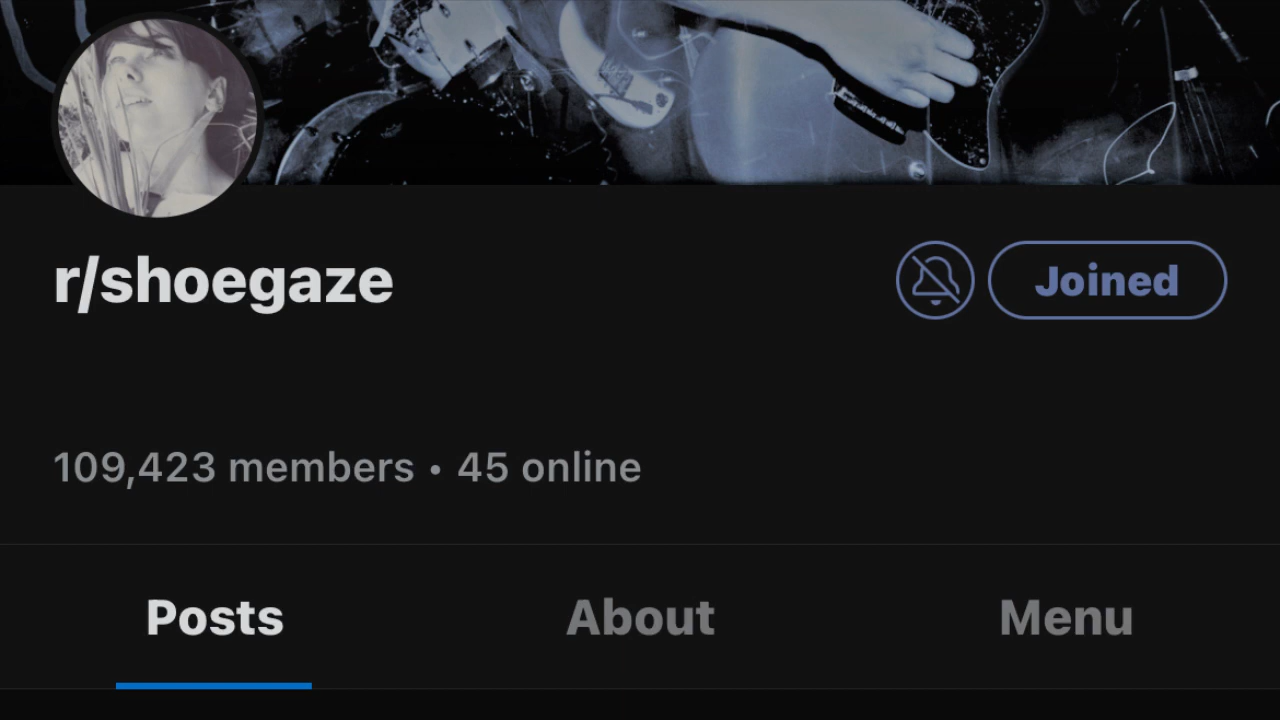 r/shoegaze
Joined
109,423 members • 45 online
Posts
About
Menu